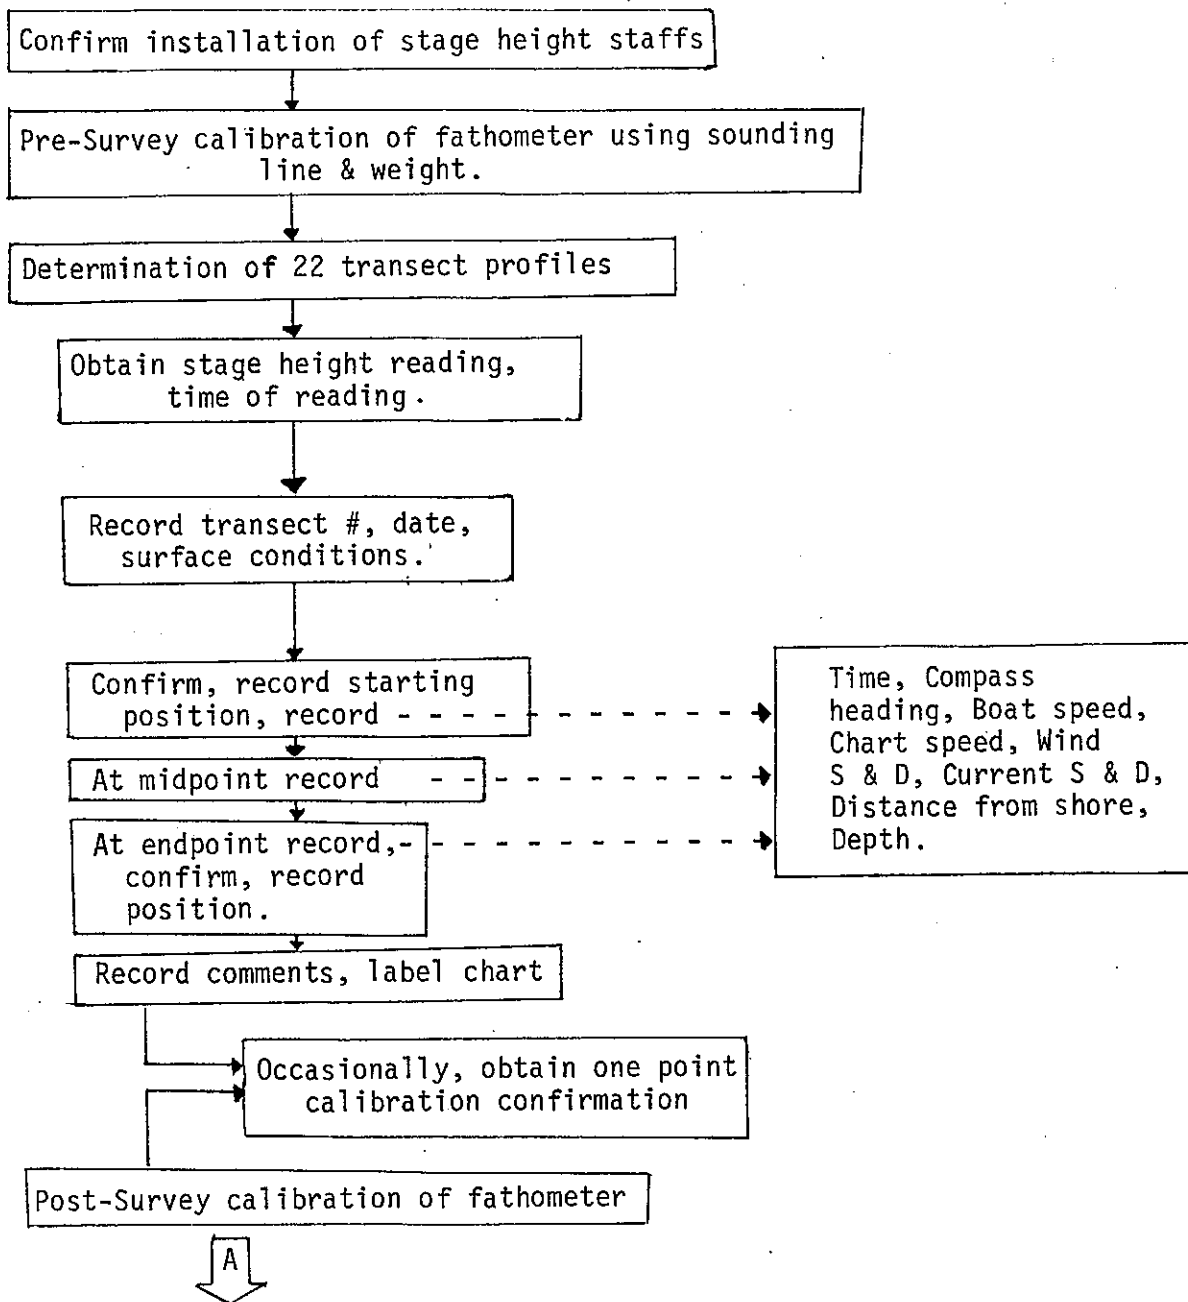 Confirm installation of stage height staffs
Pre-Survey calibration of fathometer using sounding
line & weight.
Determination of 22 transect profiles
Obtain stage height reading,
time of reading.
Record transect #, date,
surface conditions.
Confirm, record starting
position, record
At midpoint record
At endpoint record,
confirm, record
position.
Time, Compass
heading, Boat speed,
Chart speed, Wind
S & D, Current S & D,
Distance from shore,
Depth.
Record comments, label chart
Occasionally, obtain one point
calibration confirmation
Post-Survey calibration of fathometer
A